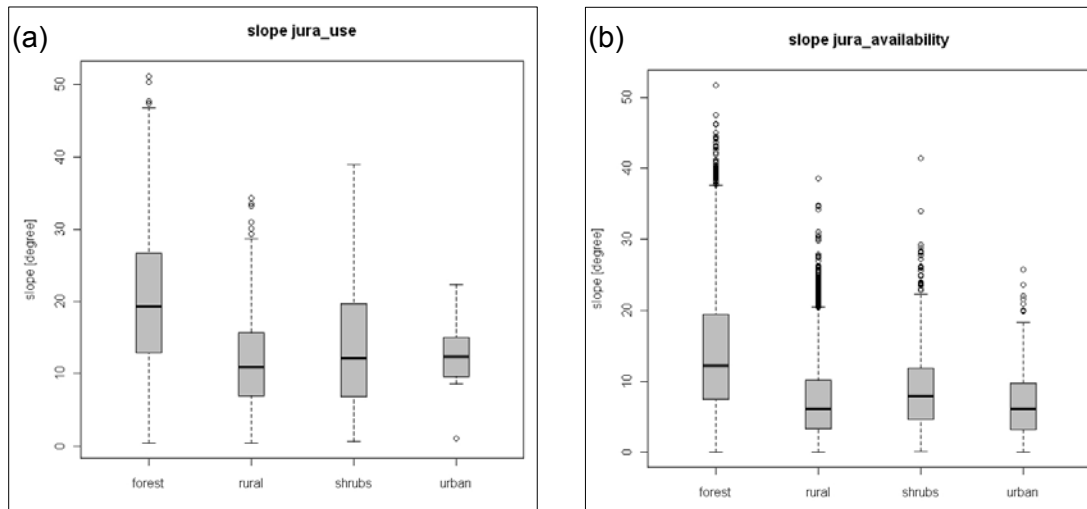 (a)
slope jura_use
slope [degree]
50
40
30
20
10
0
forest rural shrubs urban
(b)
slope jura_availability
slope [degree]
50
40
30
20
10
0
forest rural shrubs urban